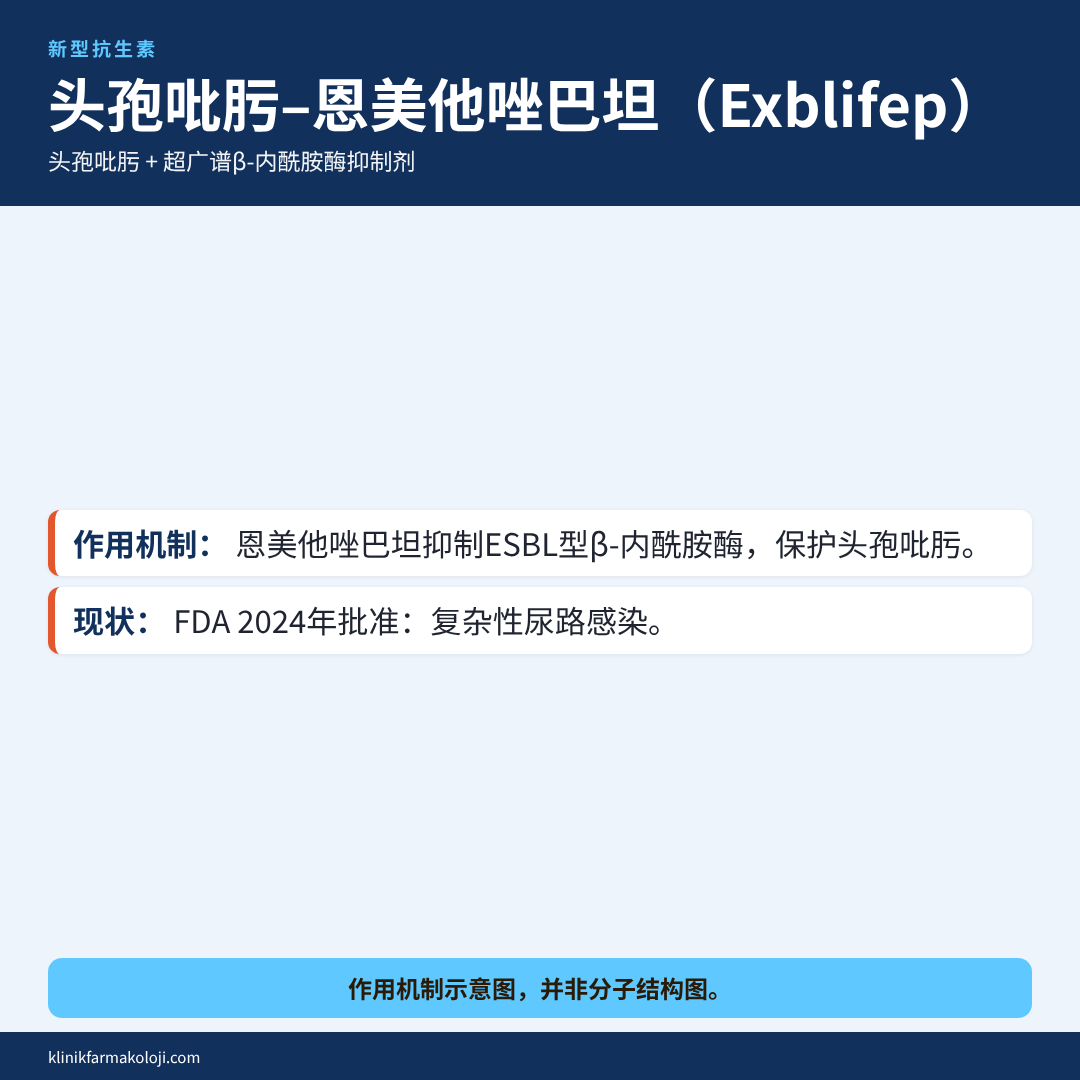 新型抗生素
头孢吡肟–恩美他唑巴坦（Exblifep）
头孢吡肟 + 超广谱β-内酰胺酶抑制剂
作用机制： 恩美他唑巴坦抑制ESBL型β-内酰胺酶，保护头孢吡肟。
现状： FDA 2024年批准：复杂性尿路感染。
作用机制示意图，并非分子结构图。
klinikfarmakoloji.com